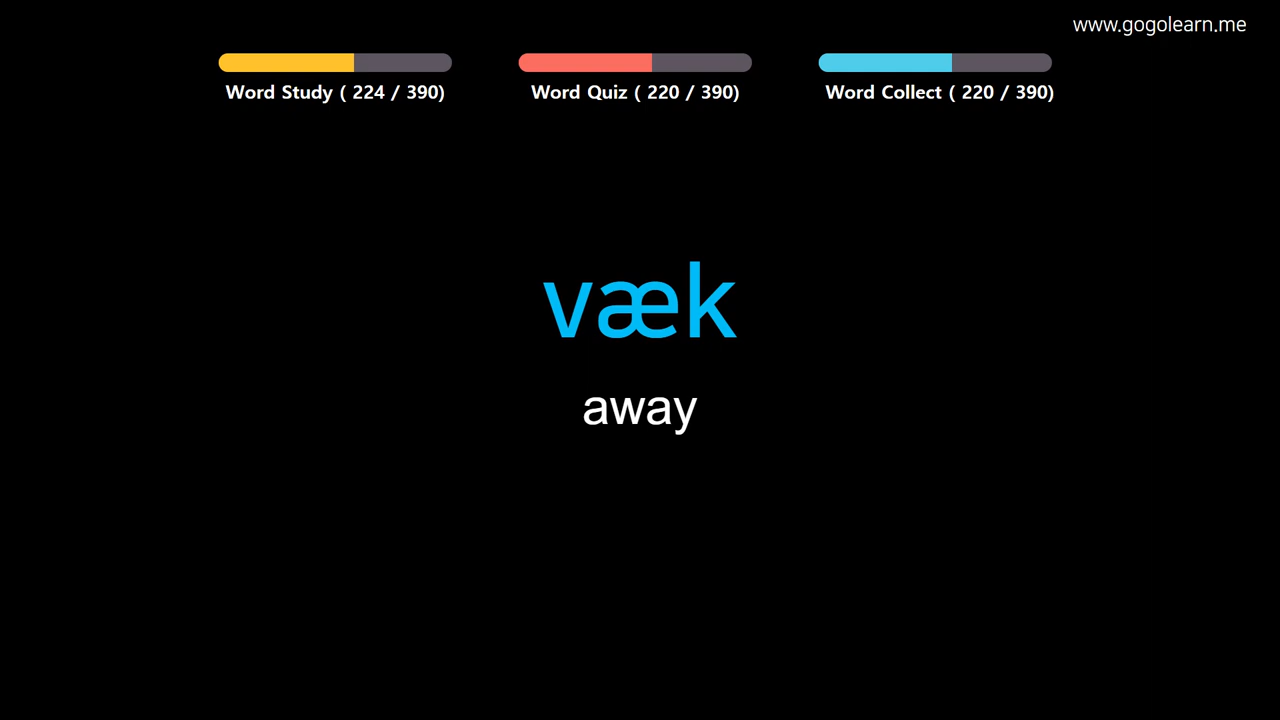 www.gogolearn.me
Word Study ( 224 / 390)
Word Quiz ( 220 / 390)
Word Collect ( 220 / 390)
væk
away